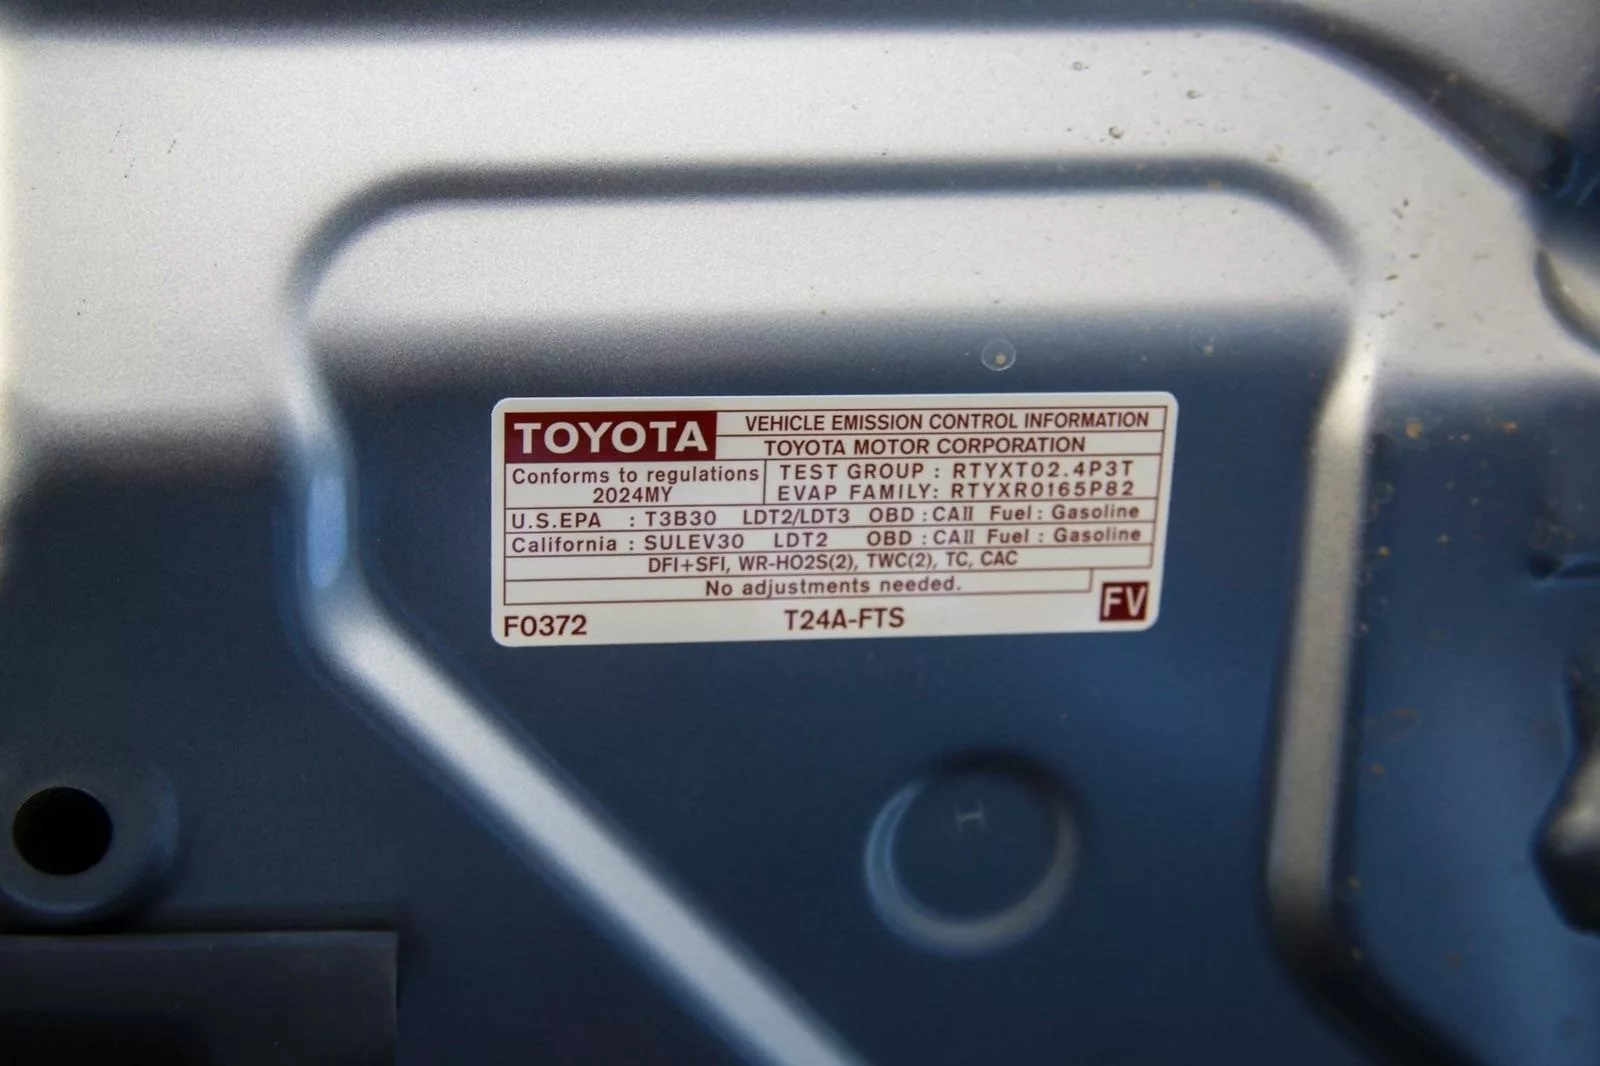 TOYOTA
VEHICLE EMISSION CONTROL INFORMATION
TOYOTA MOTOR CORPORATION
Conforms to regulations
2024MY
TEST GROUP : RTYXT02.4P3T
EVAP FAMILY: RTYXR0165P82
U.S.EPA : T3B30 LDT2/LDT3 OBD : CAII Fuel : Gasoline
California : SULEV30 LDT2 OBD : CAII Fuel : Gasoline
DFI+SFI, WR-HO2S(2), TWC(2), TC, CAC
No adjustments needed.
F0372
T24A-FTS
FV
H